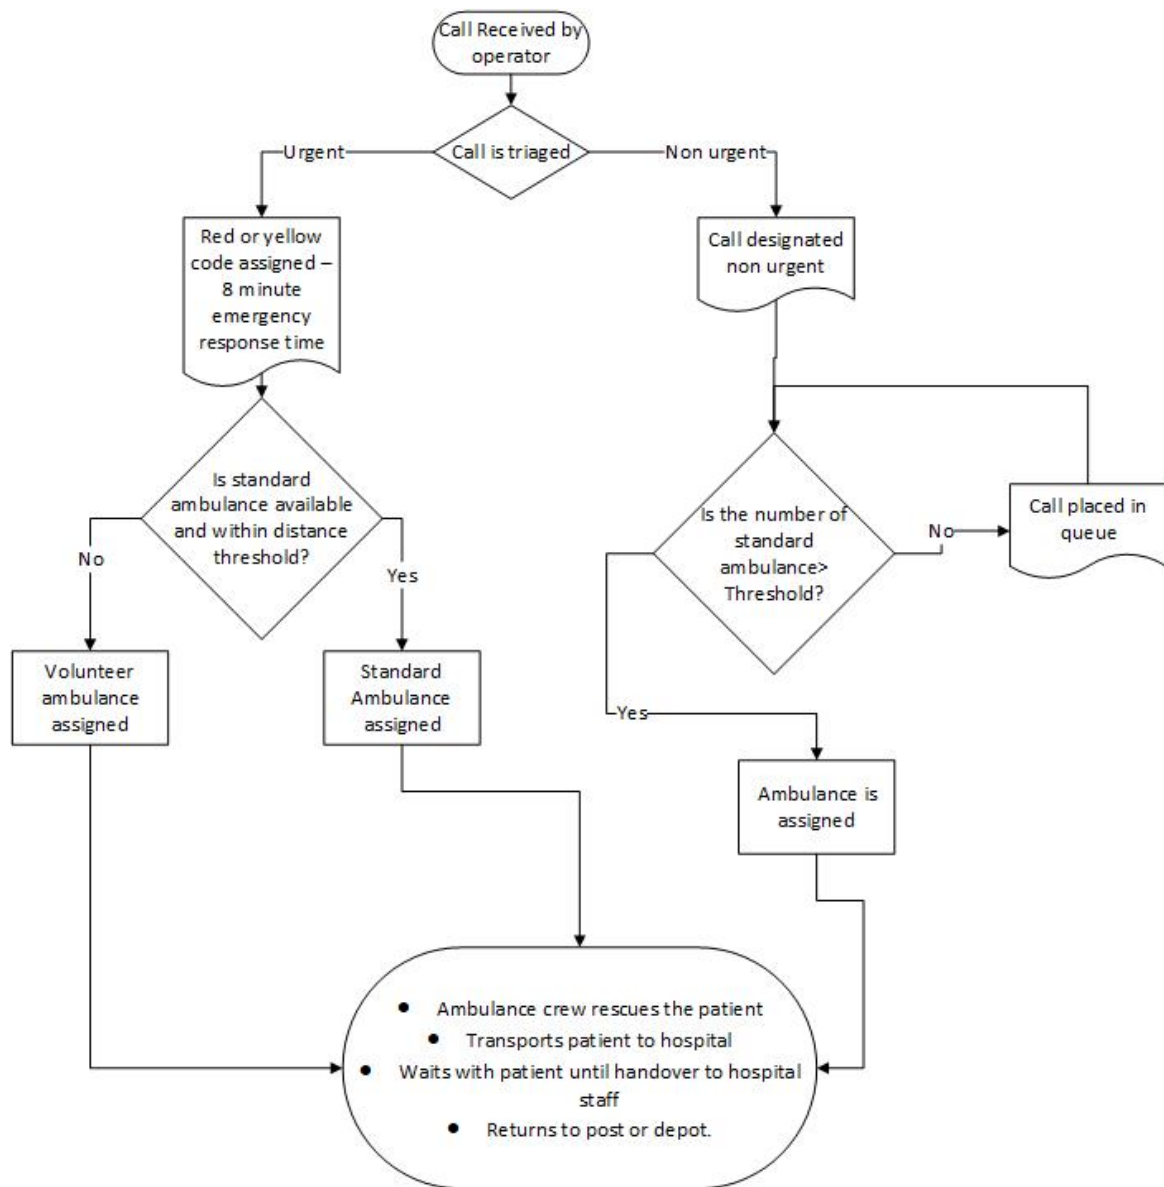 Call Received by
operator
Call is triaged
Urgent
Non urgent
Red or yellow
code assigned –
8 minute
emergency
response time
Call designated
non urgent
Is standard
ambulance available
and within distance
threshold?
No
Yes
Is the number of
standard
ambulance>
Threshold?
No
Call placed in
queue
Volunteer
ambulance
assigned
Standard
Ambulance
assigned
Yes
Ambulance is
assigned
● Ambulance crew rescues the patient
● Transports patient to hospital
● Waits with patient until handover to hospital
staff
● Returns to post or depot.